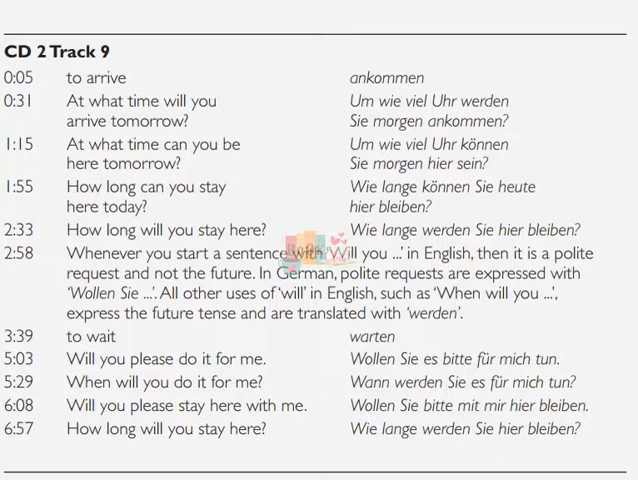 CD 2 Track 9
0:05 to arrive ankommen
0:31 At what time will you Um wie viel Uhr werden
arrive tomorrow? Sie morgen ankommen?
1:15 At what time can you be Um wie viel Uhr können
here tomorrow? Sie morgen hier sein?
1:55 How long can you stay Wie lange können Sie heute
here today? hier bleiben?
2:33 How long will you stay here? Wie lange werden Sie hier bleiben?
2:58 Whenever you start a sentence with ‘Will you ...’ in English, then it is a polite
request and not the future. In German, polite requests are expressed with
‘Wollen Sie ...’. All other uses of ‘will’ in English, such as ‘When will you ...’,
express the future tense and are translated with ‘werden’.
3:39 to wait warten
5:03 Will you please do it for me. Wollen Sie es bitte für mich tun.
5:29 When will you do it for me? Wann werden Sie es für mich tun?
6:08 Will you please stay here with me. Wollen Sie bitte mit mir hier bleiben.
6:57 How long will you stay here? Wie lange werden Sie hier bleiben?